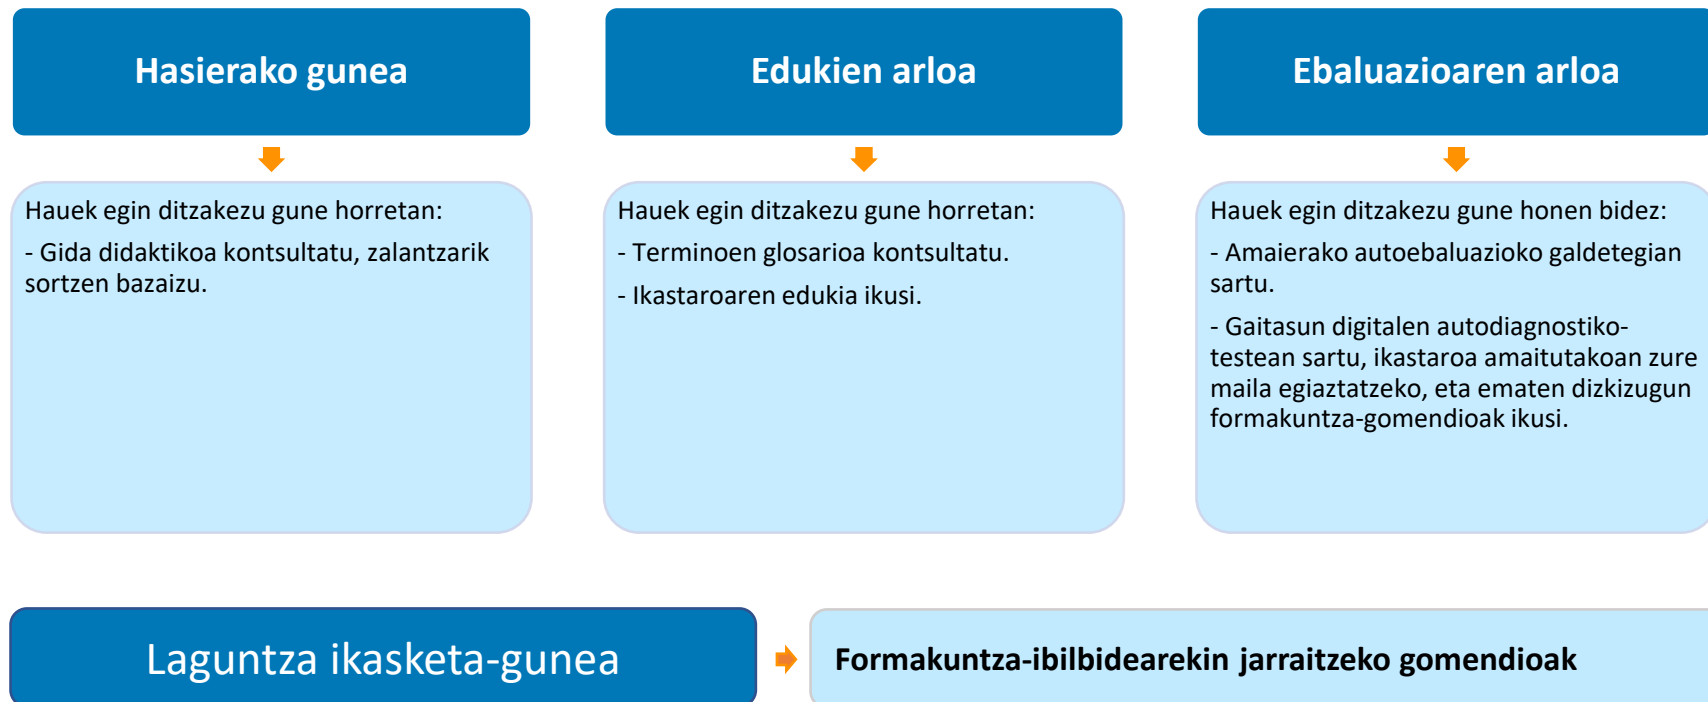 Hasierako gunea
Hauek egin ditzakezu gune horretan:
- Gida didaktikoa kontsultatu, zalantzarik
sortzen bazaizu.
Edukien arloa
Hauek egin ditzakezu gune horretan:
- Terminoen glosarioa kontsultatu.
- Ikastaroaren edukia ikusi.
Ebaluazioaren arloa
Hauek egin ditzakezu gune honen bidez:
- Amaierako autoebaluazioko galdetegian
sartu.
- Gaitasun digitalen autodiagnostiko-
testean sartu, ikastaroa amaitutakoan zure
maila egiaztatzeko, eta ematen dizkizugun
formakuntza-gomendioak ikusi.
Laguntza ikasketa-gunea
Formakuntza-ibilbidearekin jarraitzeko gomendioak